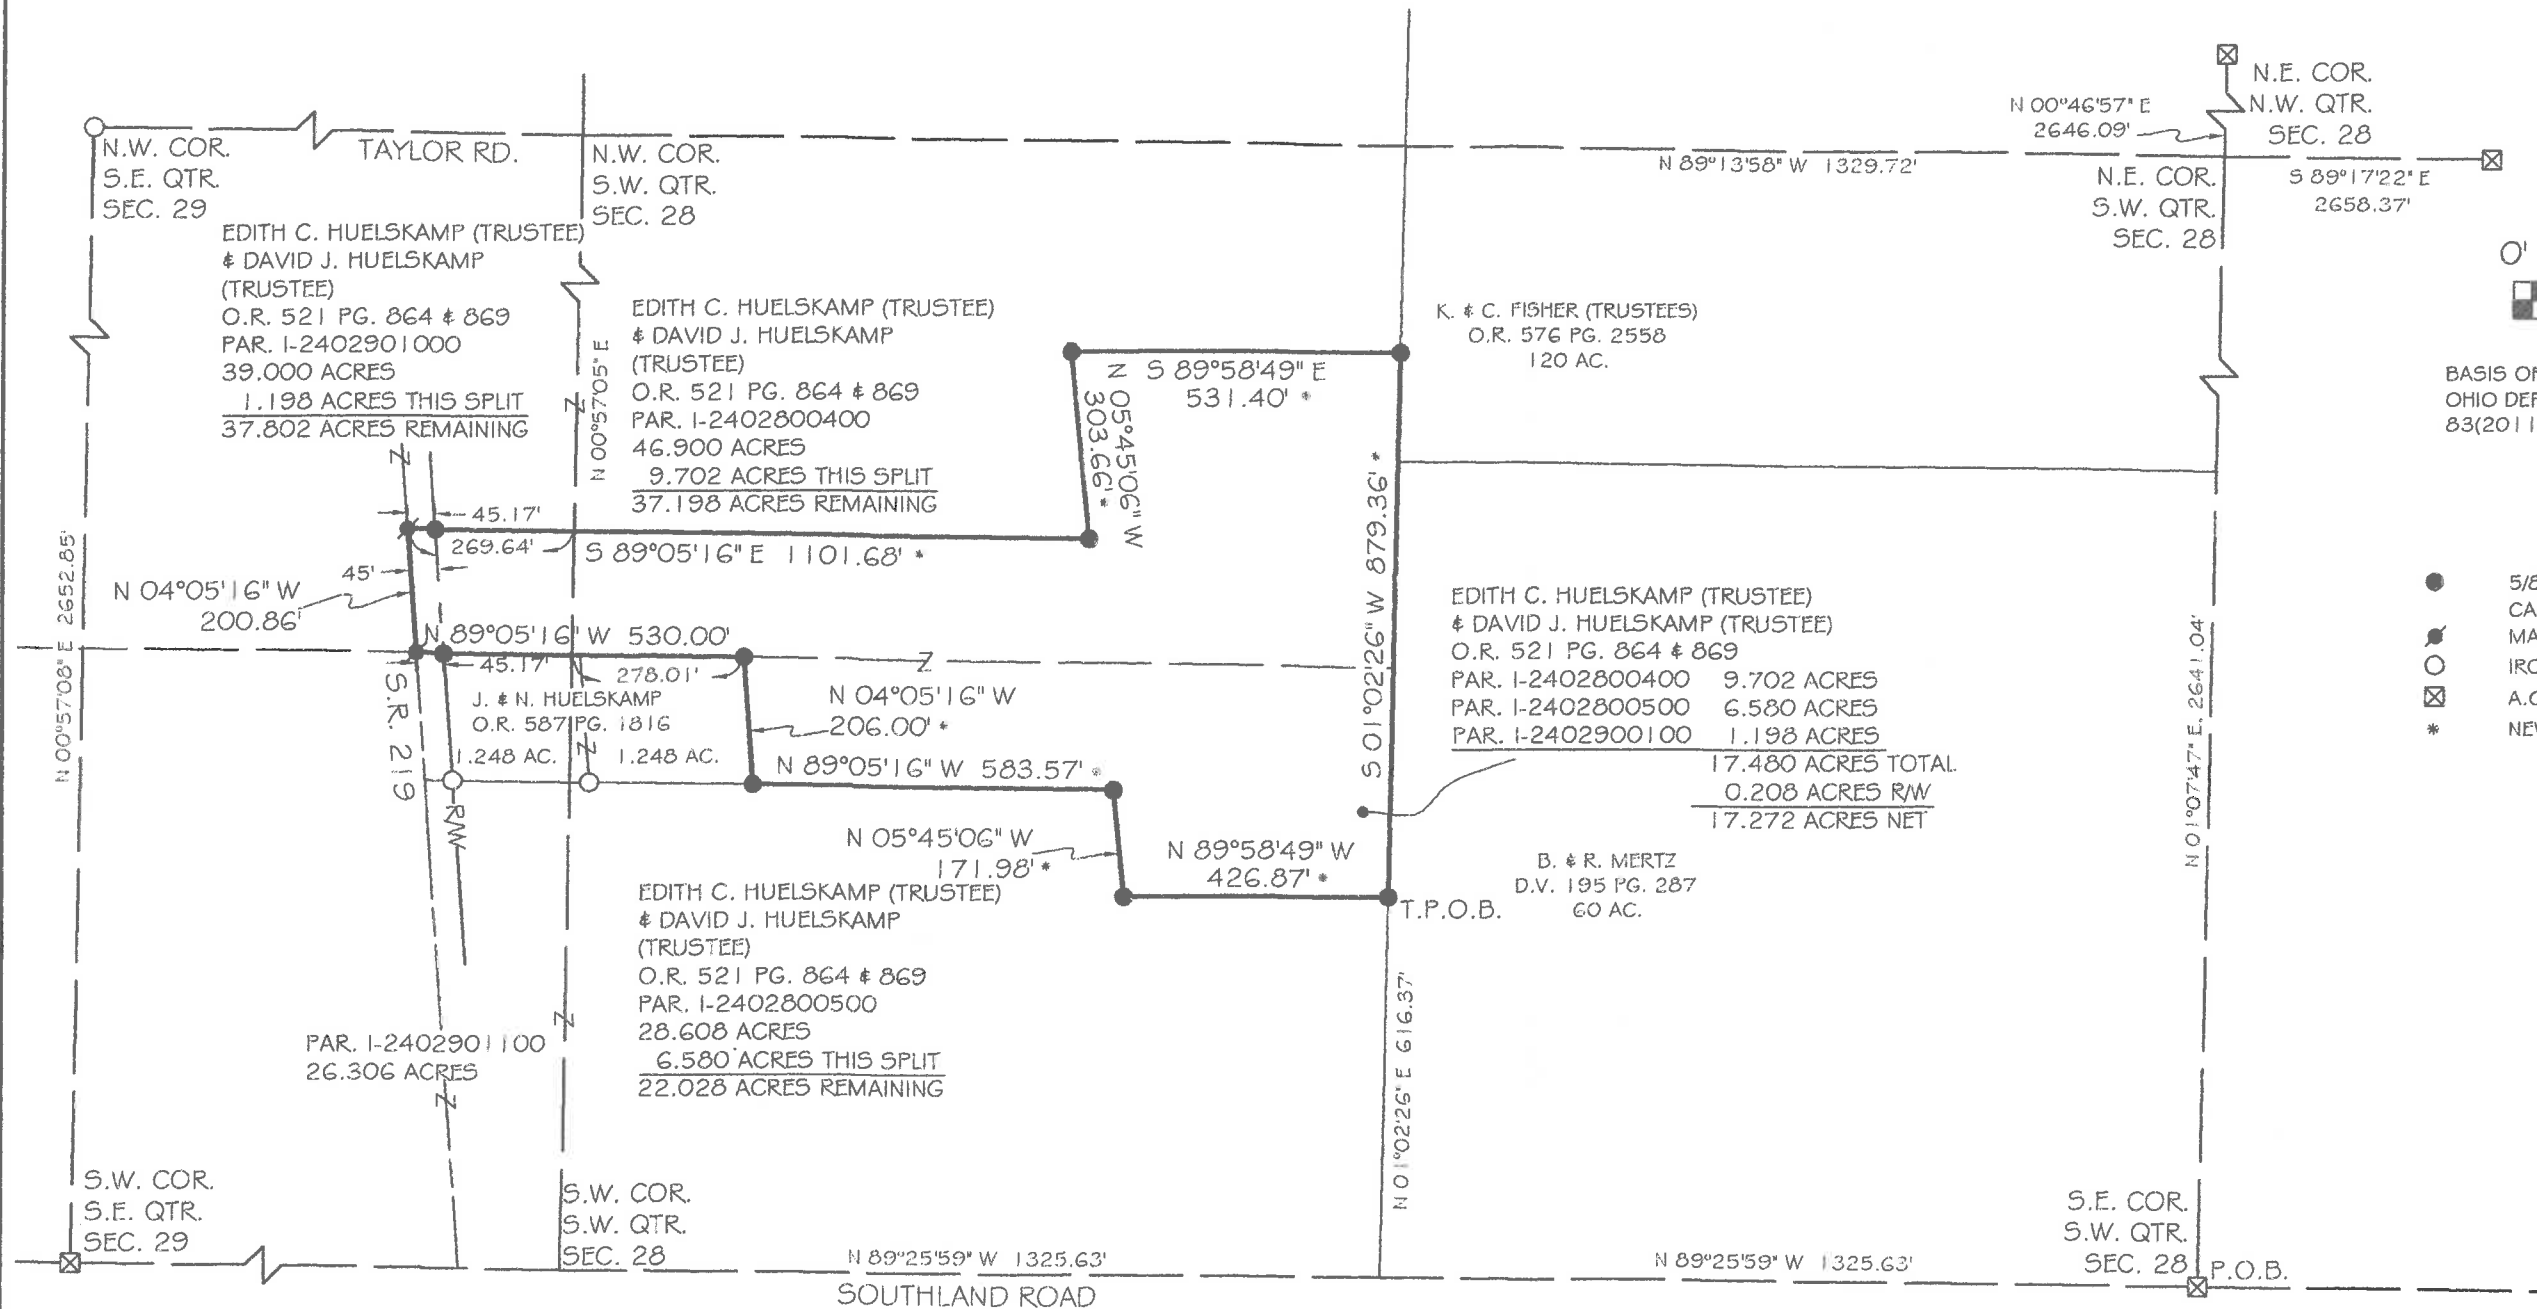 N.W. COR.
S.E. QTR.
SEC. 29
TAYLOR RD.
N.W. COR.
S.W. QTR.
SEC. 28
N 89°13'58" W 1329.72'
N 00°46'57" E
2646.09'
N.E. COR.
N.W. QTR.
SEC. 28
N.E. COR.
S.W. QTR.
SEC. 28
S 89°17'22" E
2658.37'
O'
EDITH C. HUELSKAMP (TRUSTEE)
& DAVID J. HUELSKAMP
(TRUSTEE)
O.R. 521 PG. 864 & 869
PAR. I-2402901000
39.000 ACRES
1.198 ACRES THIS SPLIT
37.802 ACRES REMAINING
N 00°57'05" E
EDITH C. HUELSKAMP (TRUSTEE)
& DAVID J. HUELSKAMP
(TRUSTEE)
O.R. 521 PG. 864 & 869
PAR. I-2402800400
46.900 ACRES
9.702 ACRES THIS SPLIT
37.198 ACRES REMAINING
S 89°58'49" E
531.40' *
N 05°45'06" W
303.66' *
K. & C. FISHER (TRUSTEES)
O.R. 576 PG. 2558
120 AC.
BASIS OF
OHIO DEP
83(2011
45.17'
269.64'
S 89°05'16" E 1101.68' *
45'
N 04°05'16" W
200.86'
N 00°57'08" E 2652.85'
N 89°05'16" W 530.00'
45.17'
278.01'
J. & N. HUELSKAMP
O.R. 587 PG. 1816
1.248 AC.
1.248 AC.
N 04°05'16" W
206.00' *
N 89°05'16" W 583.57' *
S.R. 219
R/W
S 01°02'26" W 879.36' *
EDITH C. HUELSKAMP (TRUSTEE)
& DAVID J. HUELSKAMP (TRUSTEE)
O.R. 521 PG. 864 & 869
PAR. I-2402800400 9.702 ACRES
PAR. I-2402800500 6.580 ACRES
PAR. I-2402900100 1.198 ACRES
17.480 ACRES TOTAL
0.208 ACRES R/W
17.272 ACRES NET
N 01°07'47" E, 2641.04'
5/8
CA
MA
IRO
A.C
* NEW
N 05°45'06" W
171.98' *
N 89°58'49" W
426.87' *
T.P.O.B.
B. & R. MERTZ
D.V. 195 PG. 287
60 AC.
EDITH C. HUELSKAMP (TRUSTEE)
& DAVID J. HUELSKAMP
(TRUSTEE)
O.R. 521 PG. 864 & 869
PAR. I-2402800500
28.608 ACRES
6.580 ACRES THIS SPLIT
22.028 ACRES REMAINING
N 01°02'26" E 616.37'
PAR. I-2402901100
26.306 ACRES
S.W. COR.
S.E. QTR.
SEC. 29
S.W. COR.
S.W. QTR.
SEC. 28
N 89°25'59" W 1325.63'
SOUTHLAND ROAD
N 89°25'59" W 1325.63'
S.E. COR.
S.W. QTR.
SEC. 28
P.O.B.